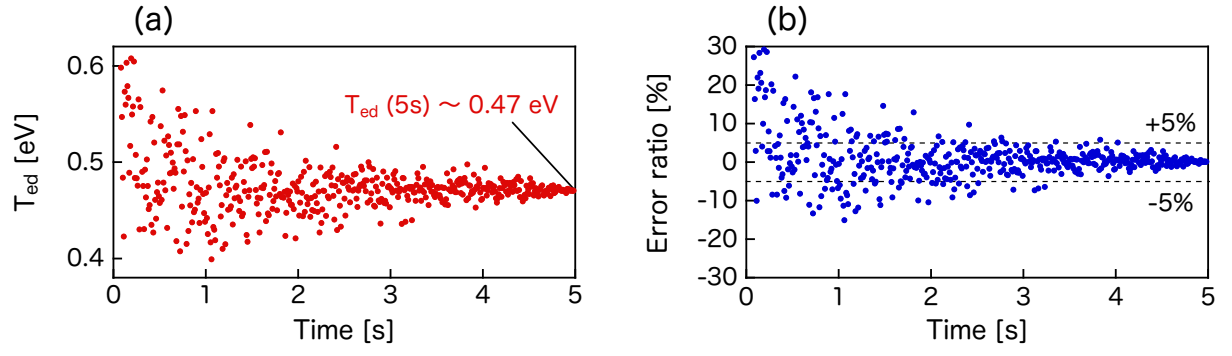 (a)
T_ed [eV]
0.6
0.5
0.4
T_ed (5s) ~ 0.47 eV
0 1 2 3 4 5
Time [s]
(b)
Error ratio [%]
30
20
10
0
-10
-20
-30
+5%
-5%
0 1 2 3 4 5
Time [s]